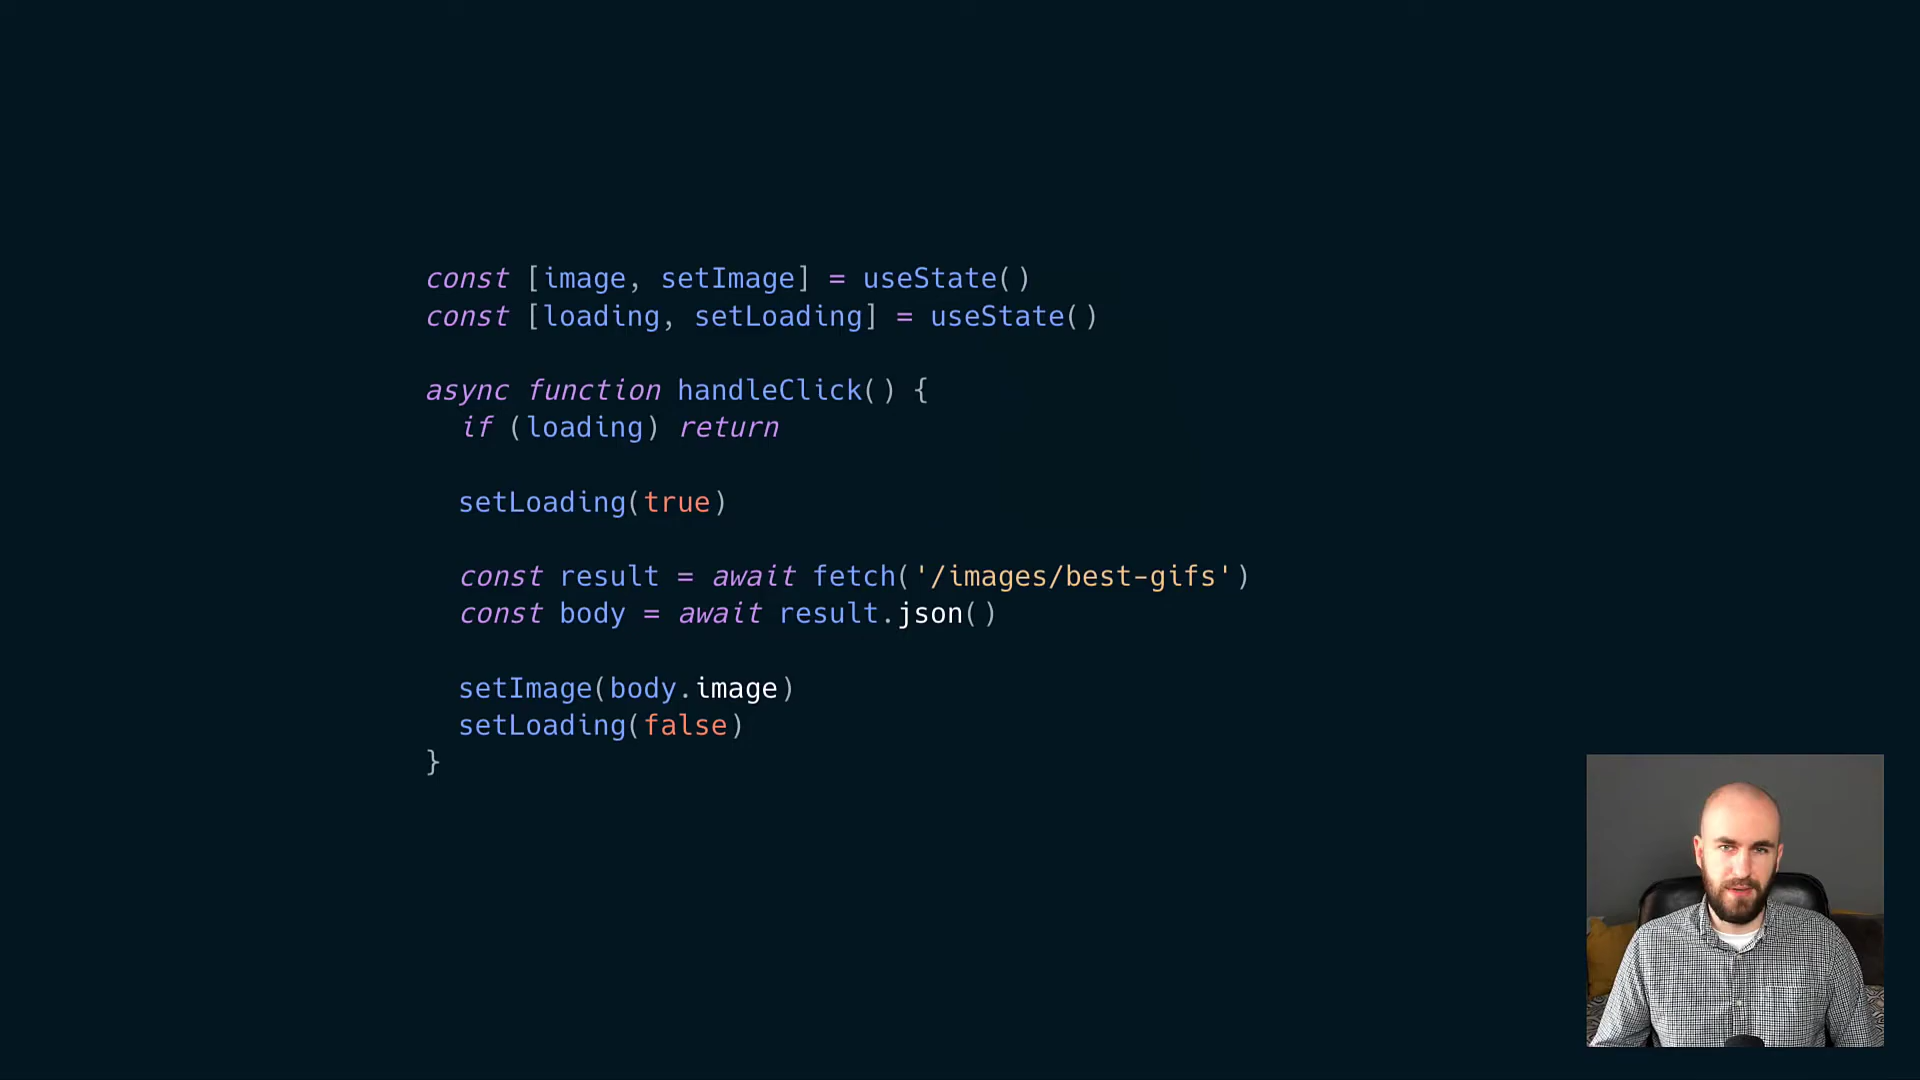 const [image, setImage] = useState()
const [loading, setLoading] = useState()
async function handleClick() {
if (loading) return
setLoading(true)
const result = await fetch('/images/best-gifs')
const body = await result.json()
setImage(body.image)
setLoading(false)
}